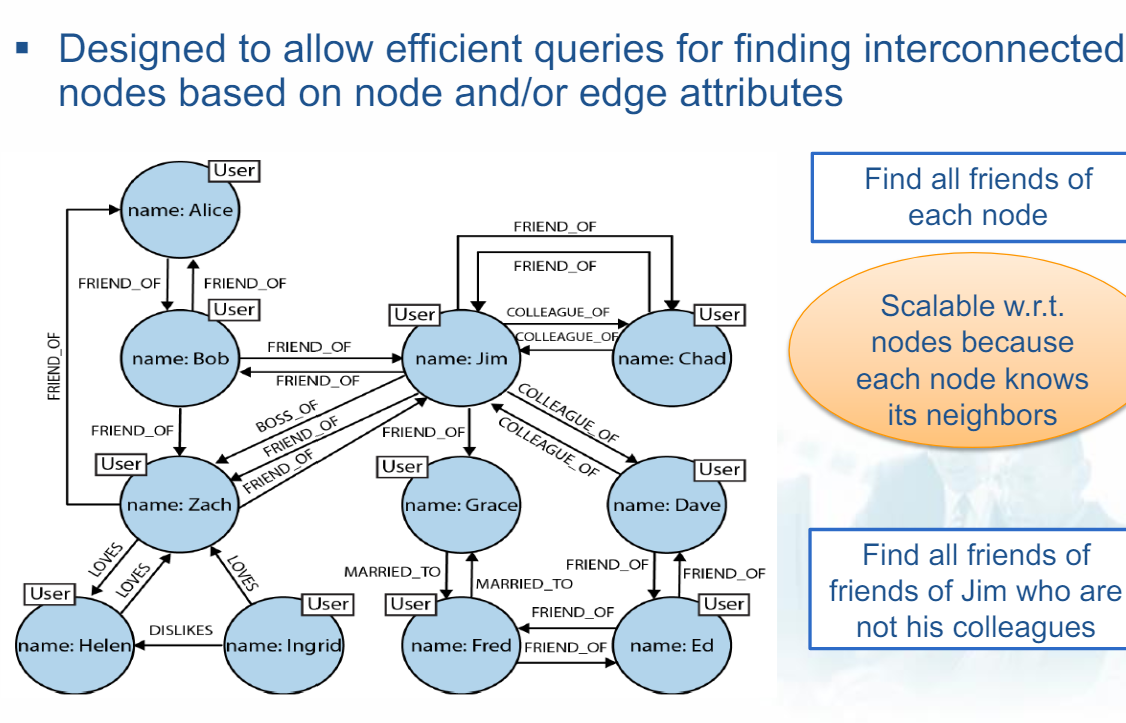 ▪ Designed to allow efficient queries for finding interconnected
nodes based on node and/or edge attributes
User
name: Alice
FRIEND_OF
FRIEND_OF
FRIEND_OF
User
name: Bob
FRIEND_OF
FRIEND_OF
FRIEND_OF
FRIEND_OF
FRIEND_OF
COLLEAGUE_OF
COLLEAGUE_OF
User
name: Jim
User
name: Chad
BOSS_OF
FRIEND_OF
FRIEND_OF
FRIEND_OF
COLLEAGUE_OF
COLLEAGUE_OF
User
name: Zach
User
name: Grace
User
name: Dave
LOVES
LOVES
LOVES
MARRIED_TO
MARRIED_TO
FRIEND_OF
FRIEND_OF
User
name: Helen
DISLIKES
User
name: Ingrid
User
name: Fred
FRIEND_OF
FRIEND_OF
User
name: Ed
Find all friends of
each node
Scalable w.r.t.
nodes because
each node knows
its neighbors
Find all friends of
friends of Jim who are
not his colleagues